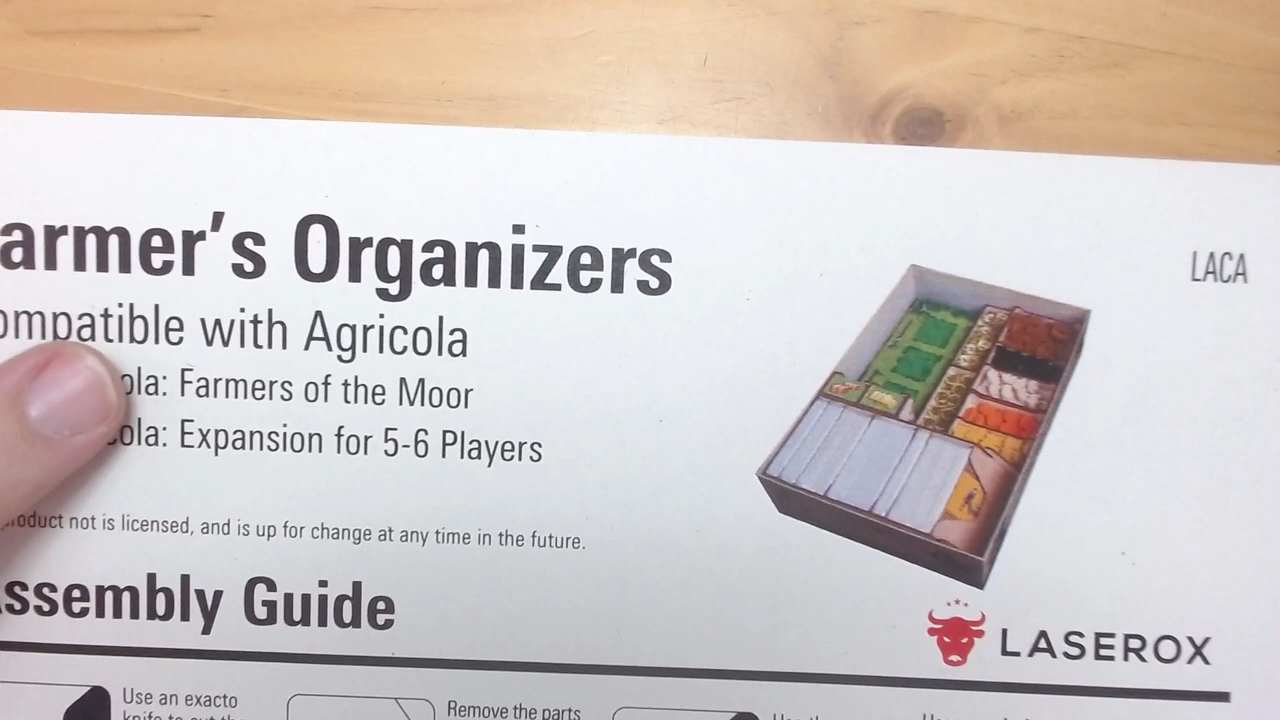 armer's Organizers
LACA
ompatible with Agricola
ola: Farmers of the Moor
cola: Expansion for 5-6 Players
roduct not is licensed, and is up for change at any time in the future.
ssembly Guide
LASEROX
Use an exacto
Remove the parts